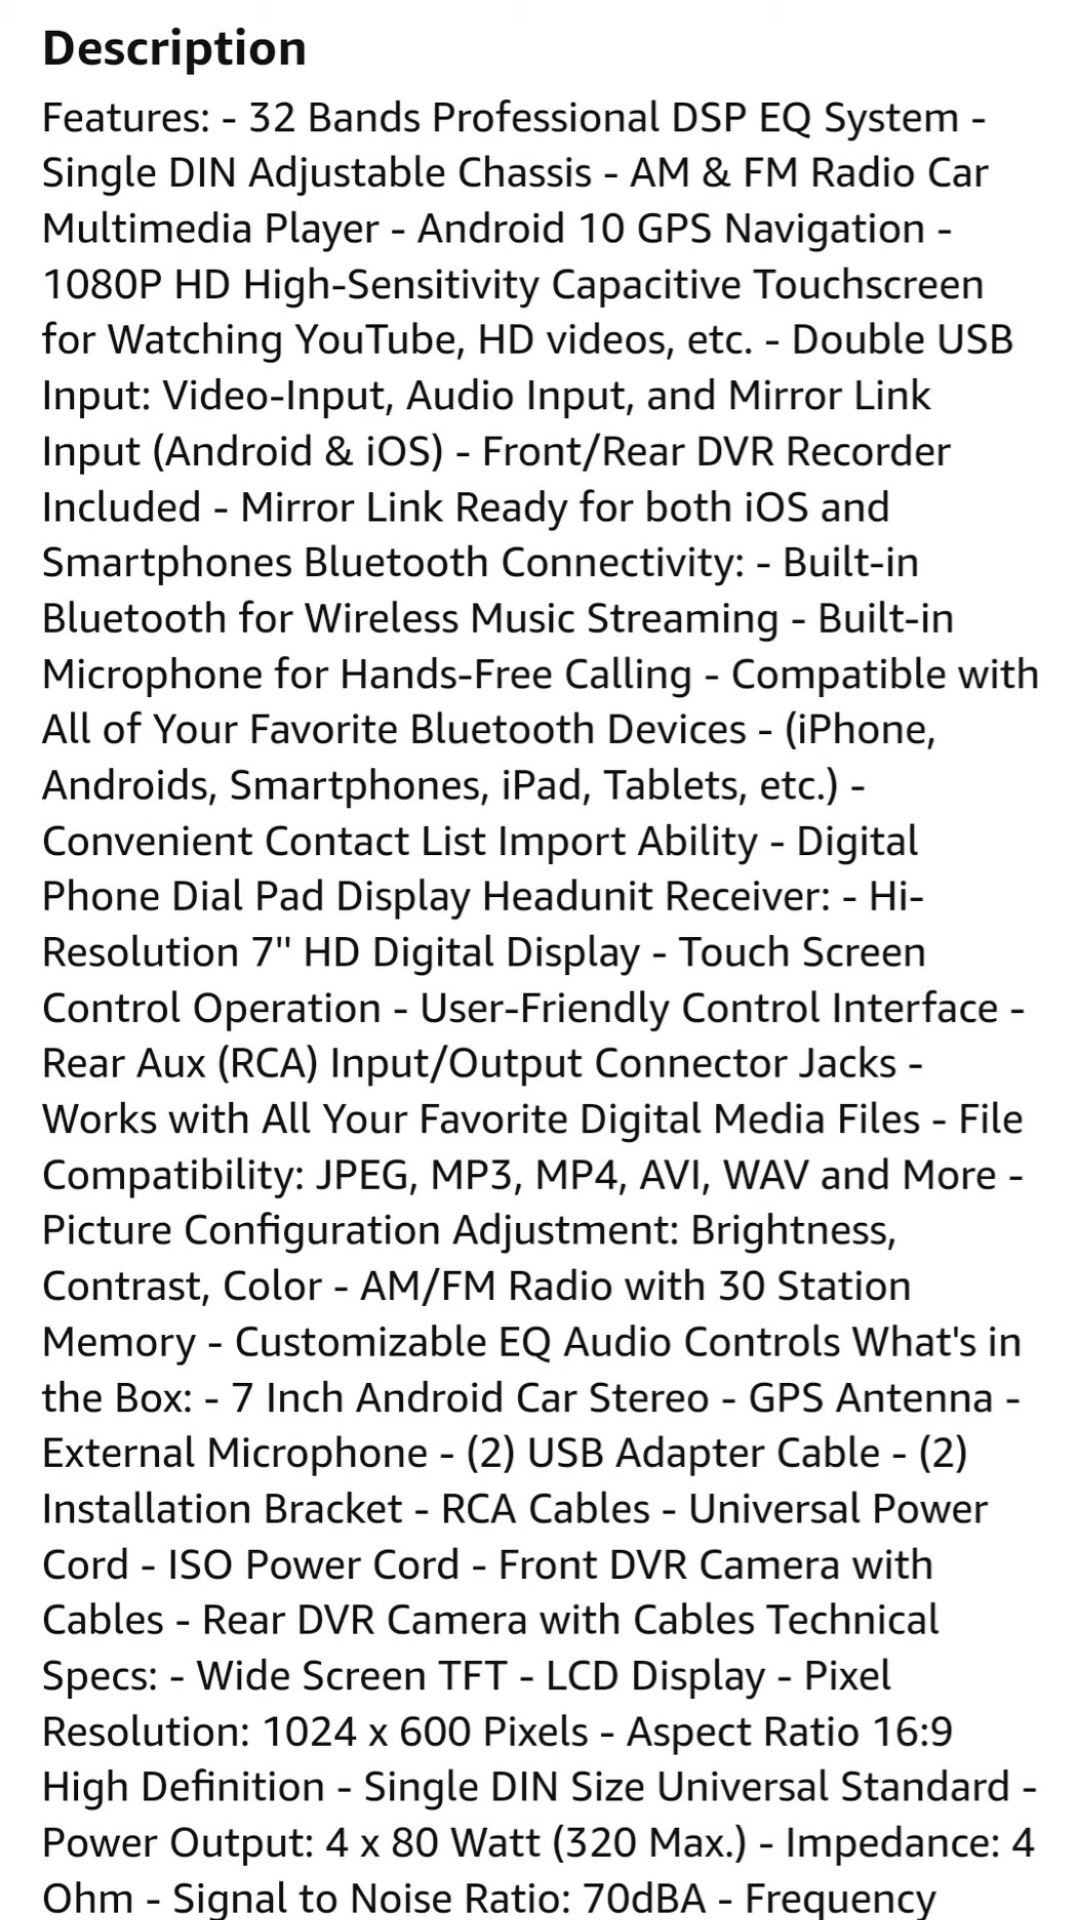 Description
Features: - 32 Bands Professional DSP EQ System -
Single DIN Adjustable Chassis - AM & FM Radio Car
Multimedia Player - Android 10 GPS Navigation -
1080P HD High-Sensitivity Capacitive Touchscreen
for Watching YouTube, HD videos, etc. - Double USB
Input: Video-Input, Audio Input, and Mirror Link
Input (Android & iOS) - Front/Rear DVR Recorder
Included - Mirror Link Ready for both iOS and
Smartphones Bluetooth Connectivity: - Built-in
Bluetooth for Wireless Music Streaming - Built-in
Microphone for Hands-Free Calling - Compatible with
All of Your Favorite Bluetooth Devices - (iPhone,
Androids, Smartphones, iPad, Tablets, etc.) -
Convenient Contact List Import Ability - Digital
Phone Dial Pad Display Headunit Receiver: - Hi-
Resolution 7" HD Digital Display - Touch Screen
Control Operation - User-Friendly Control Interface -
Rear Aux (RCA) Input/Output Connector Jacks -
Works with All Your Favorite Digital Media Files - File
Compatibility: JPEG, MP3, MP4, AVI, WAV and More -
Picture Configuration Adjustment: Brightness,
Contrast, Color - AM/FM Radio with 30 Station
Memory - Customizable EQ Audio Controls What's in
the Box: - 7 Inch Android Car Stereo - GPS Antenna -
External Microphone - (2) USB Adapter Cable - (2)
Installation Bracket - RCA Cables - Universal Power
Cord - ISO Power Cord - Front DVR Camera with
Cables - Rear DVR Camera with Cables Technical
Specs: - Wide Screen TFT - LCD Display - Pixel
Resolution: 1024 x 600 Pixels - Aspect Ratio 16:9
High Definition - Single DIN Size Universal Standard -
Power Output: 4 x 80 Watt (320 Max.) - Impedance: 4
Ohm - Signal to Noise Ratio: 70dBA - Frequency